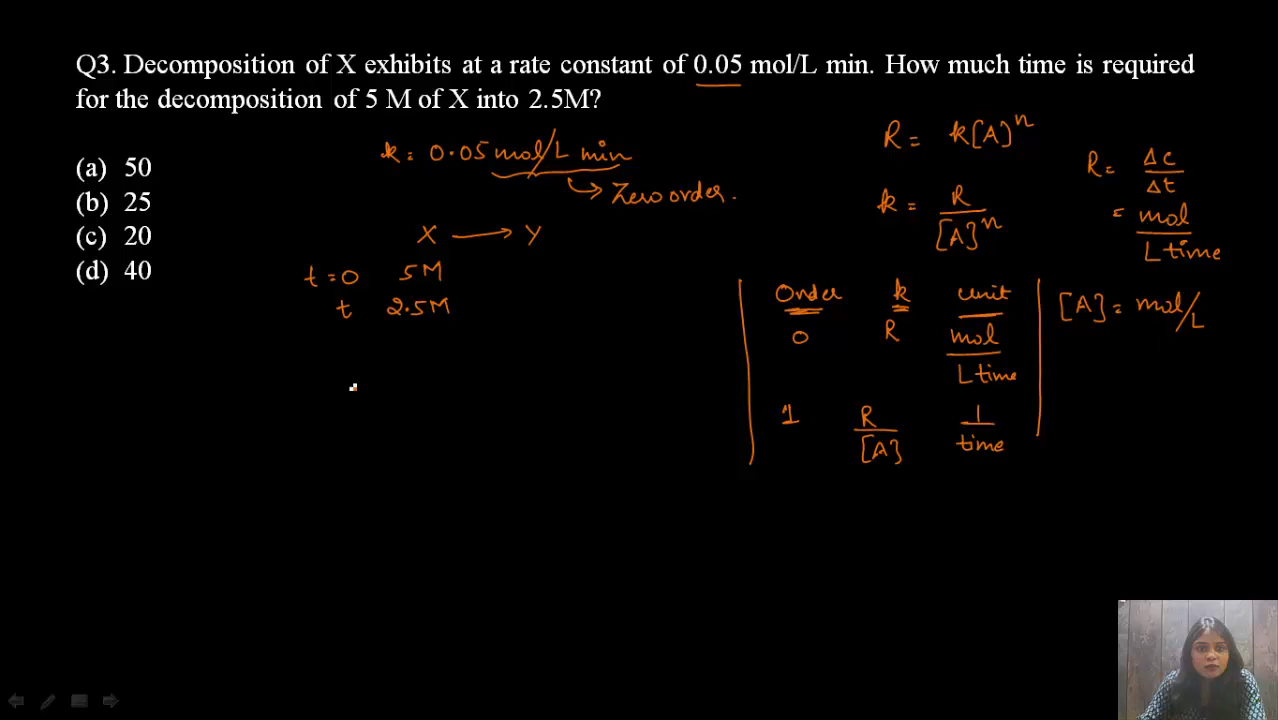 Q3. Decomposition of X exhibits at a rate constant of 0.05 mol/L min. How much time is required
for the decomposition of 5 M of X into 2.5M?
(a) 50
(b) 25
(c) 20
(d) 40
k = 0.05 mol/L min
→ Zero order.
X → Y
t = 0 5M
t 2.5M
R = k[A]^n
k = R/[A]^n
R = Δc/Δt
= mol/L time
[A] = mol/L
Order k unit
0 R mol/L time
1 R/[A] 1/time